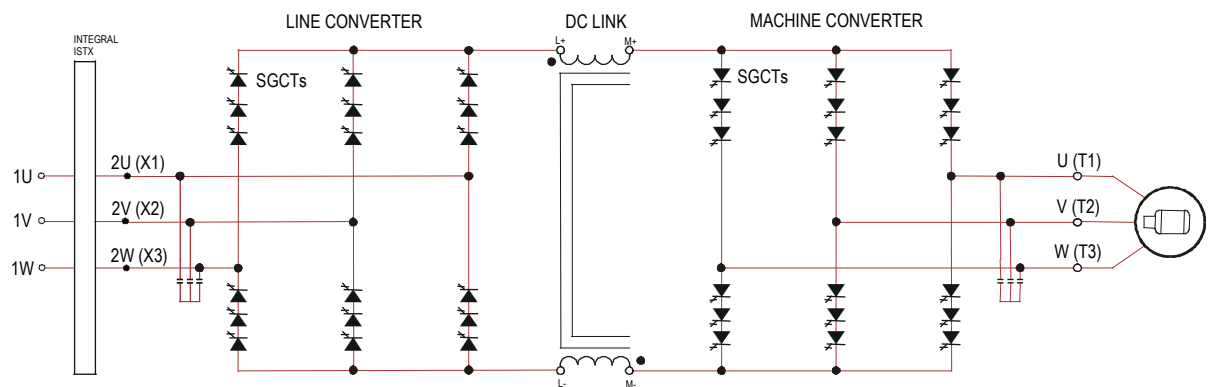 LINE CONVERTER
DC LINK
MACHINE CONVERTER
INTEGRAL
ISTX
L+
M+
SGCTs
SGCTs
1U
2U (X1)
U (T1)
1V
2V (X2)
V (T2)
1W
2W (X3)
W (T3)
L-
M-